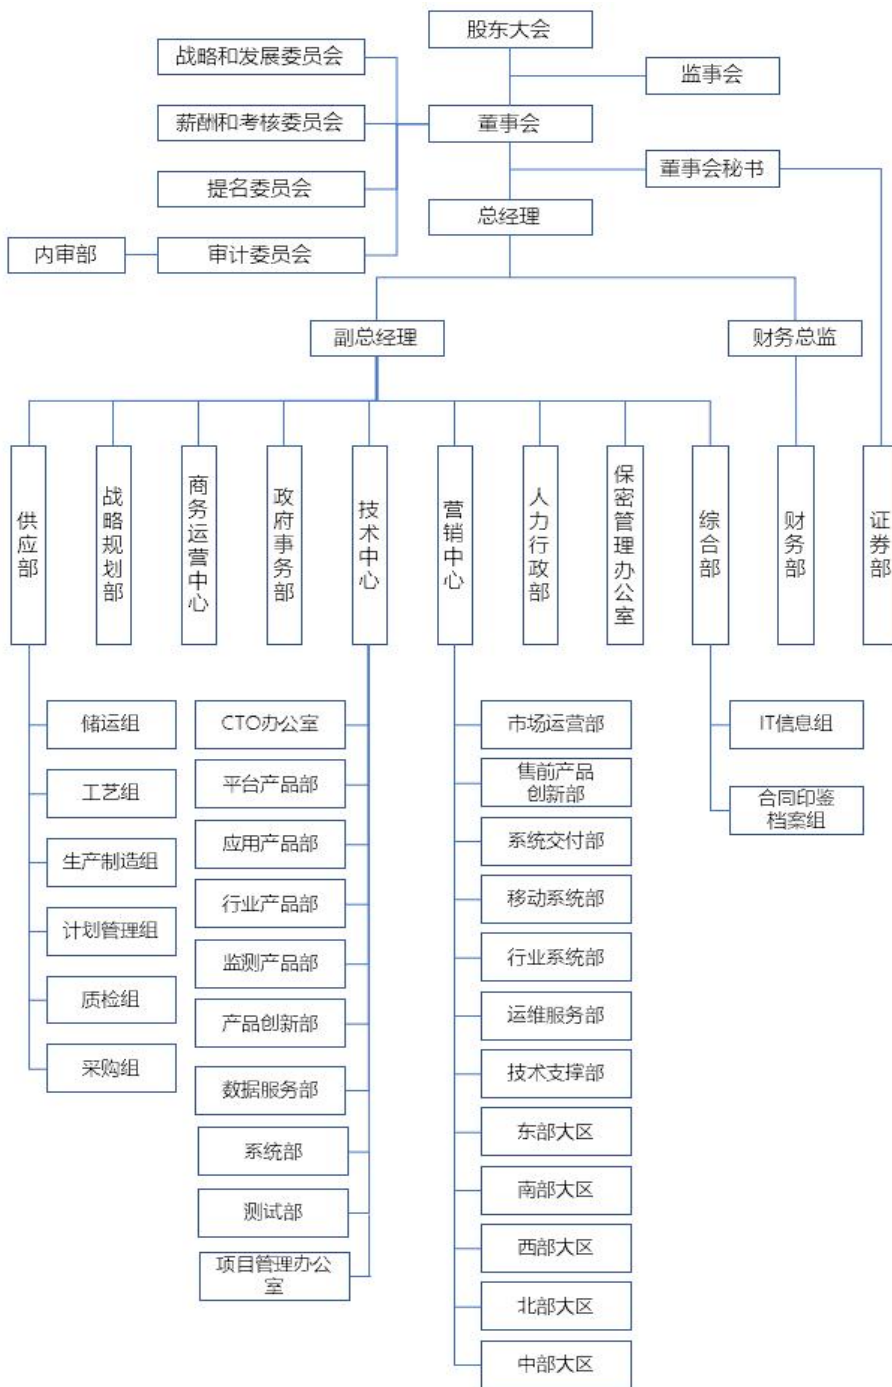 股东大会
战略和发展委员会
监事会
薪酬和考核委员会
董事会
董事会秘书
提名委员会
总经理
内审部
审计委员会
副总经理
财务总监
供应部
战略规划部
商务运营中心
政府事务部
技术中心
营销中心
人力行政部
保密管理办公室
综合部
财务部
证券部
储运组
工艺组
生产制造组
计划管理组
质检组
采购组
CTO办公室
平台产品部
应用产品部
行业产品部
监测产品部
产品创新部
数据服务部
系统部
测试部
项目管理办公
室
市场运营部
售前产品
创新部
系统交付部
移动系统部
行业系统部
运维服务部
技术支撑部
东部大区
南部大区
西部大区
北部大区
中部大区
IT信息组
合同印鉴
档案组